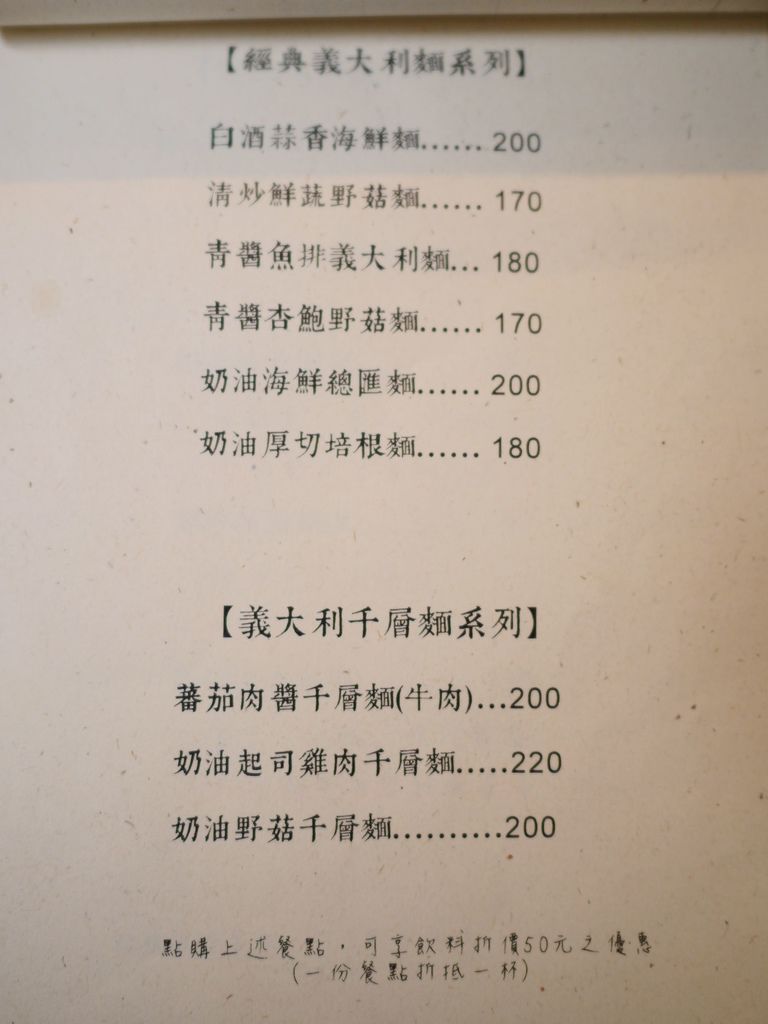 【經典義大利麵系列】
白酒蒜香海鮮麵...... 200
清炒鮮蔬野菇麵...... 170
青醬魚排義大利麵... 180
青醬杏鮑野菇麵...... 170
奶油海鮮總匯麵...... 200
奶油厚切培根麵...... 180
【義大利千層麵系列】
蕃茄肉醬千層麵(牛肉)...200
奶油起司雞肉千層麵.....220
奶油野菇千層麵..........200
點購上述餐點，可享飲料折價50元之優惠
(一份餐點折抵一杯)